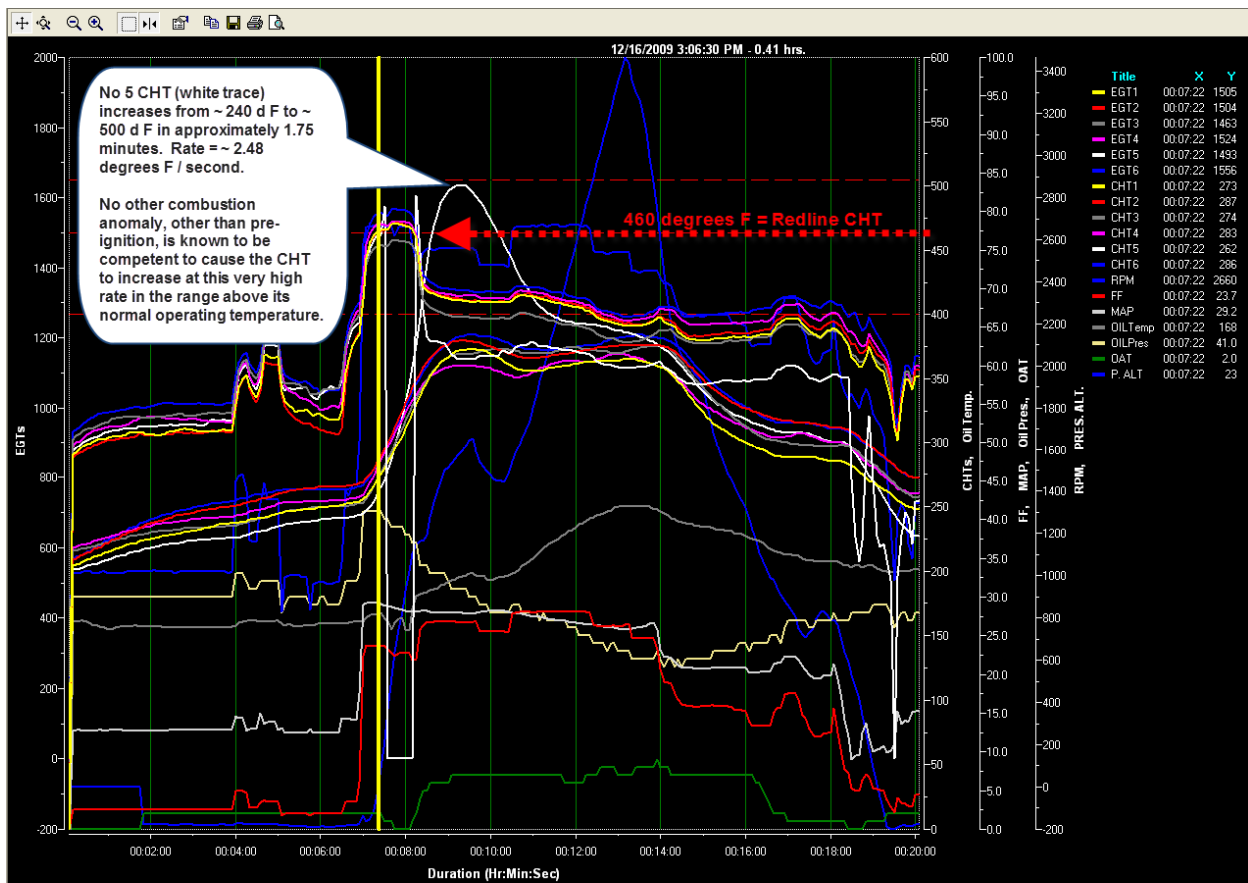 12/16/2009 3:06:30 PM - 0.41 hrs.
No 5 CHT (white trace)
increases from ~ 240 d F to ~
500 d F in approximately 1.75
minutes. Rate = ~ 2.48
degrees F / second.
No other combustion
anomaly, other than pre-
ignition, is known to be
competent to cause the CHT
to increase at this very high
rate in the range above its
normal operating temperature.
460 degrees F = Redline CHT
2000
1800
1600
1400
1200
1000
800
600
400
200
0
-200
EGTs
600
550
500
450
400
350
300
250
200
150
100
50
0
CHTs, Oil Temp.
100.0
95.0
90.0
85.0
80.0
75.0
70.0
65.0
60.0
55.0
50.0
45.0
40.0
35.0
30.0
25.0
20.0
15.0
10.0
5.0
0.0
FF, MAP, Oil Pres., OAT
3400
3200
3000
2800
2600
2400
2200
2000
1800
1600
1400
1200
1000
800
600
400
200
0
-200
RPM, PRES. ALT.
Title X Y
EGT1 00:07:22 1505
EGT2 00:07:22 1504
EGT3 00:07:22 1463
EGT4 00:07:22 1524
EGT5 00:07:22 1493
EGT6 00:07:22 1556
CHT1 00:07:22 273
CHT2 00:07:22 287
CHT3 00:07:22 274
CHT4 00:07:22 283
CHT5 00:07:22 262
CHT6 00:07:22 286
RPM 00:07:22 2660
FF 00:07:22 23.7
MAP 00:07:22 29.2
OILTemp 00:07:22 168
OILPres 00:07:22 41.0
OAT 00:07:22 2.0
P. ALT 00:07:22 23
00:02:00 00:04:00 00:06:00 00:08:00 00:10:00 00:12:00 00:14:00 00:16:00 00:18:00 00:20:00
Duration (Hr:Min:Sec)